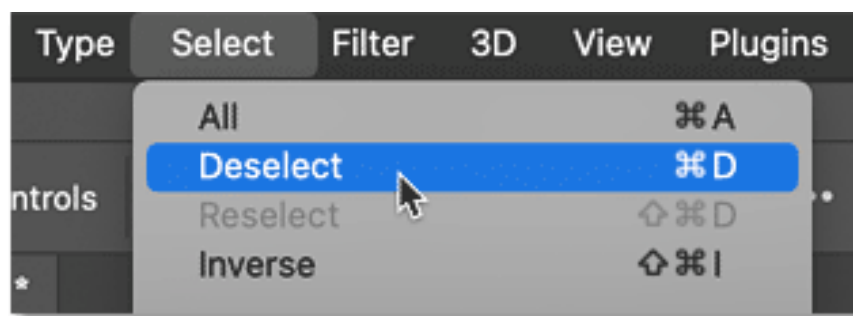 Type Select Filter 3D View Plugins
All ⌘A
Deselect ⌘D
ntrols
Reselect ⇧⌘D
Inverse ⇧⌘I
*